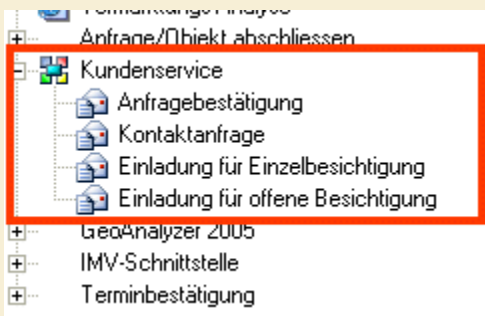 Anfrage/Objekt abschliessen
Kundenservice
Anfragebestätigung
Kontaktanfrage
Einladung für Einzelbesichtigung
Einladung für offene Besichtigung
GeoAnalyzer 2005
IMV-Schnittstelle
Terminbestätigung